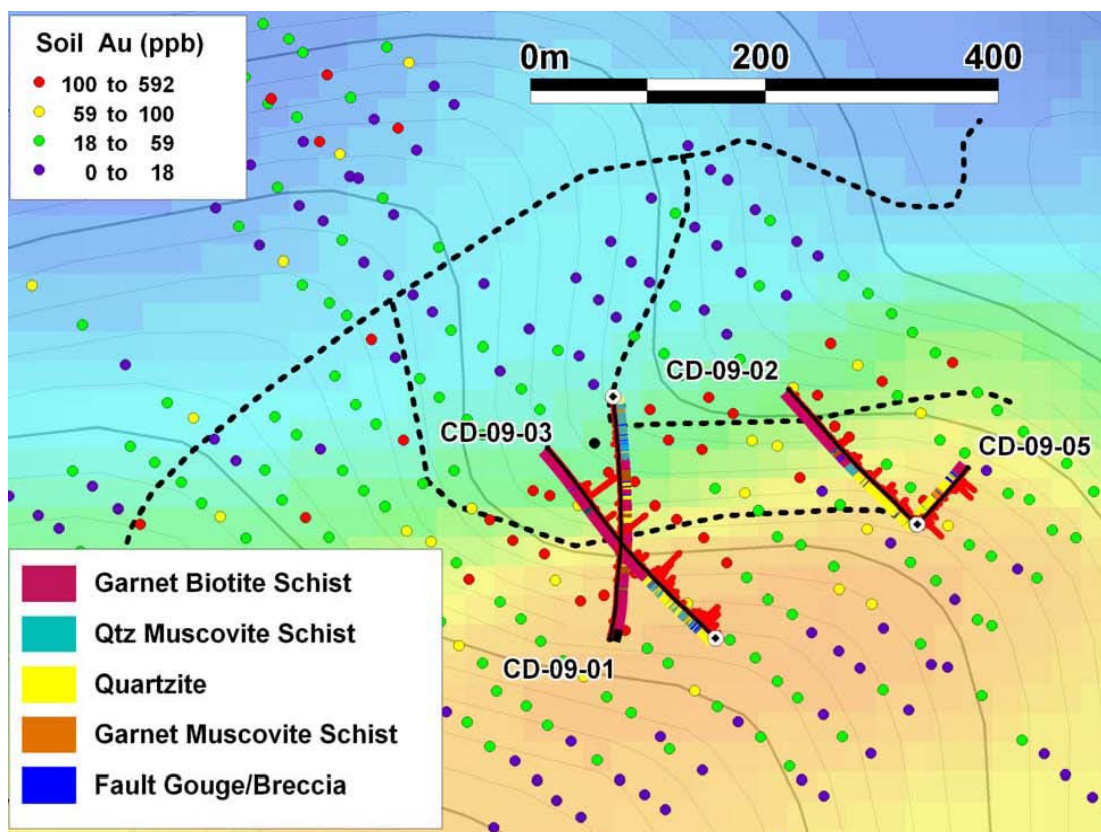 Soil Au (ppb)
100 to 592
59 to 100
18 to 59
0 to 18
0m 200 400
CD-09-02
CD-09-03
CD-09-05
CD-09-01
Garnet Biotite Schist
Qtz Muscovite Schist
Quartzite
Garnet Muscovite Schist
Fault Gouge/Breccia